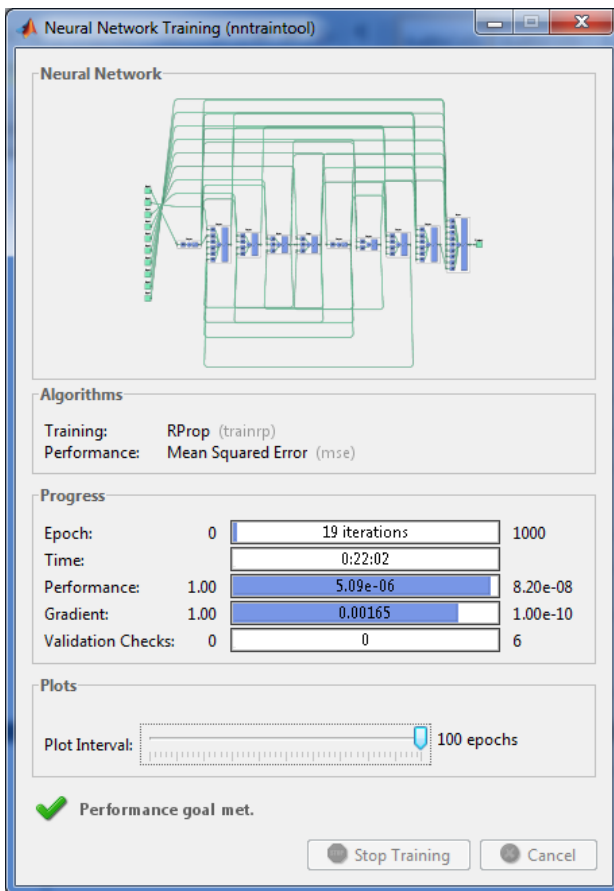 Neural Network Training (nntraintool)
Neural Network
Algorithms
Training: RProp (trainrp)
Performance: Mean Squared Error (mse)
Progress
Epoch: 0 19 iterations 1000
Time: 0:22:02
Performance: 1.00 5.09e-06 8.20e-08
Gradient: 1.00 0.00165 1.00e-10
Validation Checks: 0 0 6
Plots
Plot Interval: 100 epochs
Performance goal met.
Stop Training Cancel